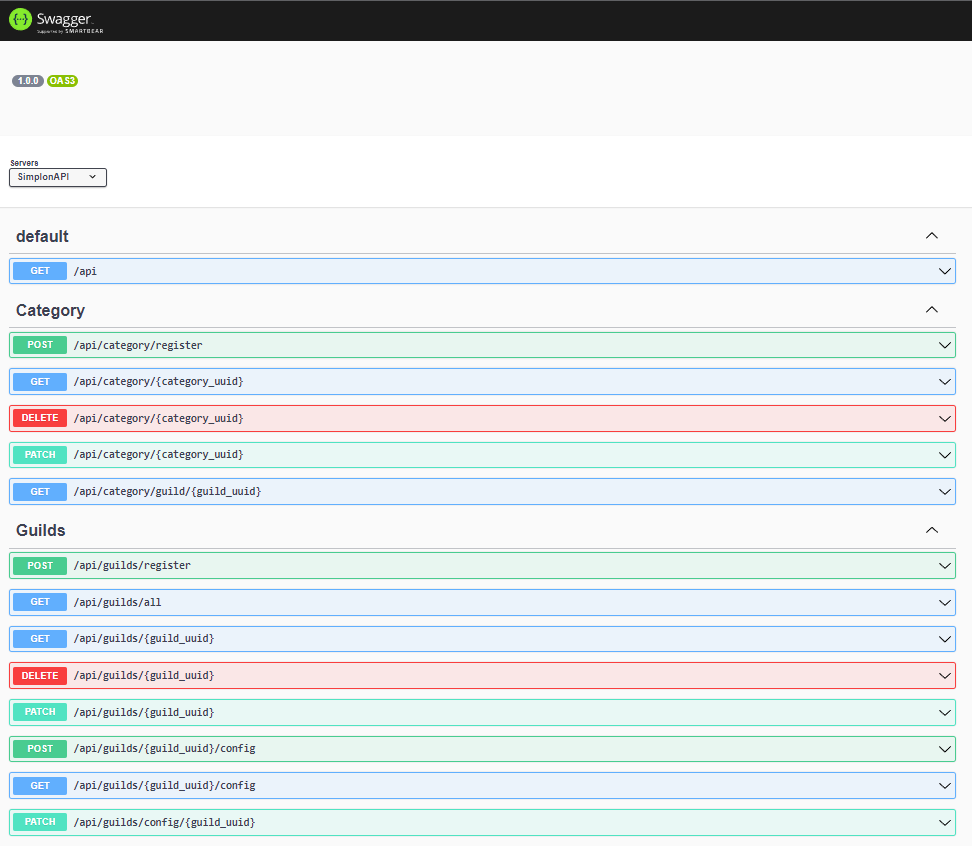 Swagger
Supported by SMARTBEAR
1.0.0 OAS3
Servers
SimplonAPI
default
GET /api
Category
POST /api/category/register
GET /api/category/{category_uuid}
DELETE /api/category/{category_uuid}
PATCH /api/category/{category_uuid}
GET /api/category/guild/{guild_uuid}
Guilds
POST /api/guilds/register
GET /api/guilds/all
GET /api/guilds/{guild_uuid}
DELETE /api/guilds/{guild_uuid}
PATCH /api/guilds/{guild_uuid}
POST /api/guilds/{guild_uuid}/config
GET /api/guilds/{guild_uuid}/config
PATCH /api/guilds/config/{guild_uuid}